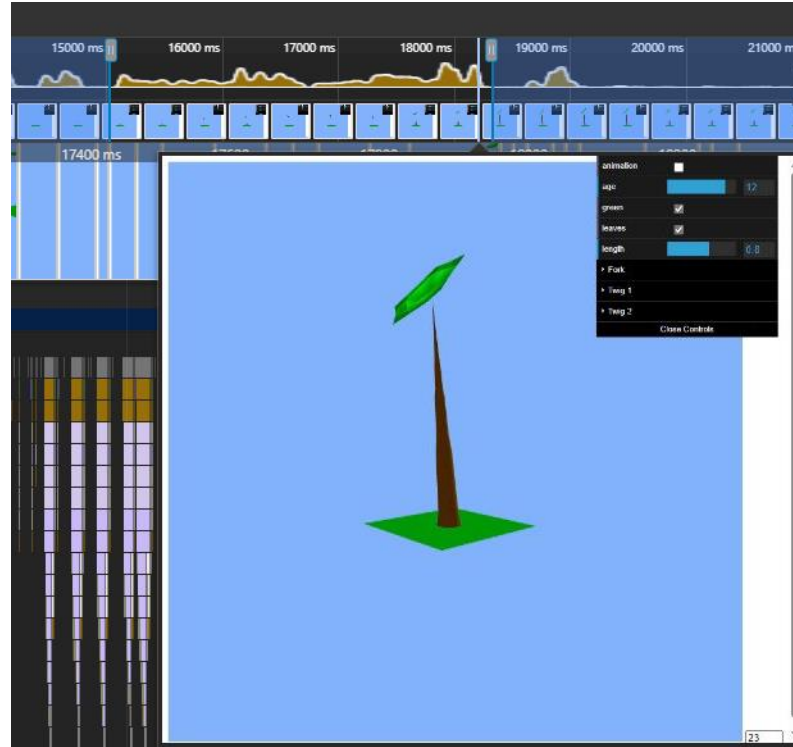 15000 ms 16000 ms 17000 ms 18000 ms 19000 ms 20000 ms 21000 m
17400 ms
animation
age 12
green
leaves
length 0.8
Fork
Twig 1
Twig 2
Close Controls
23